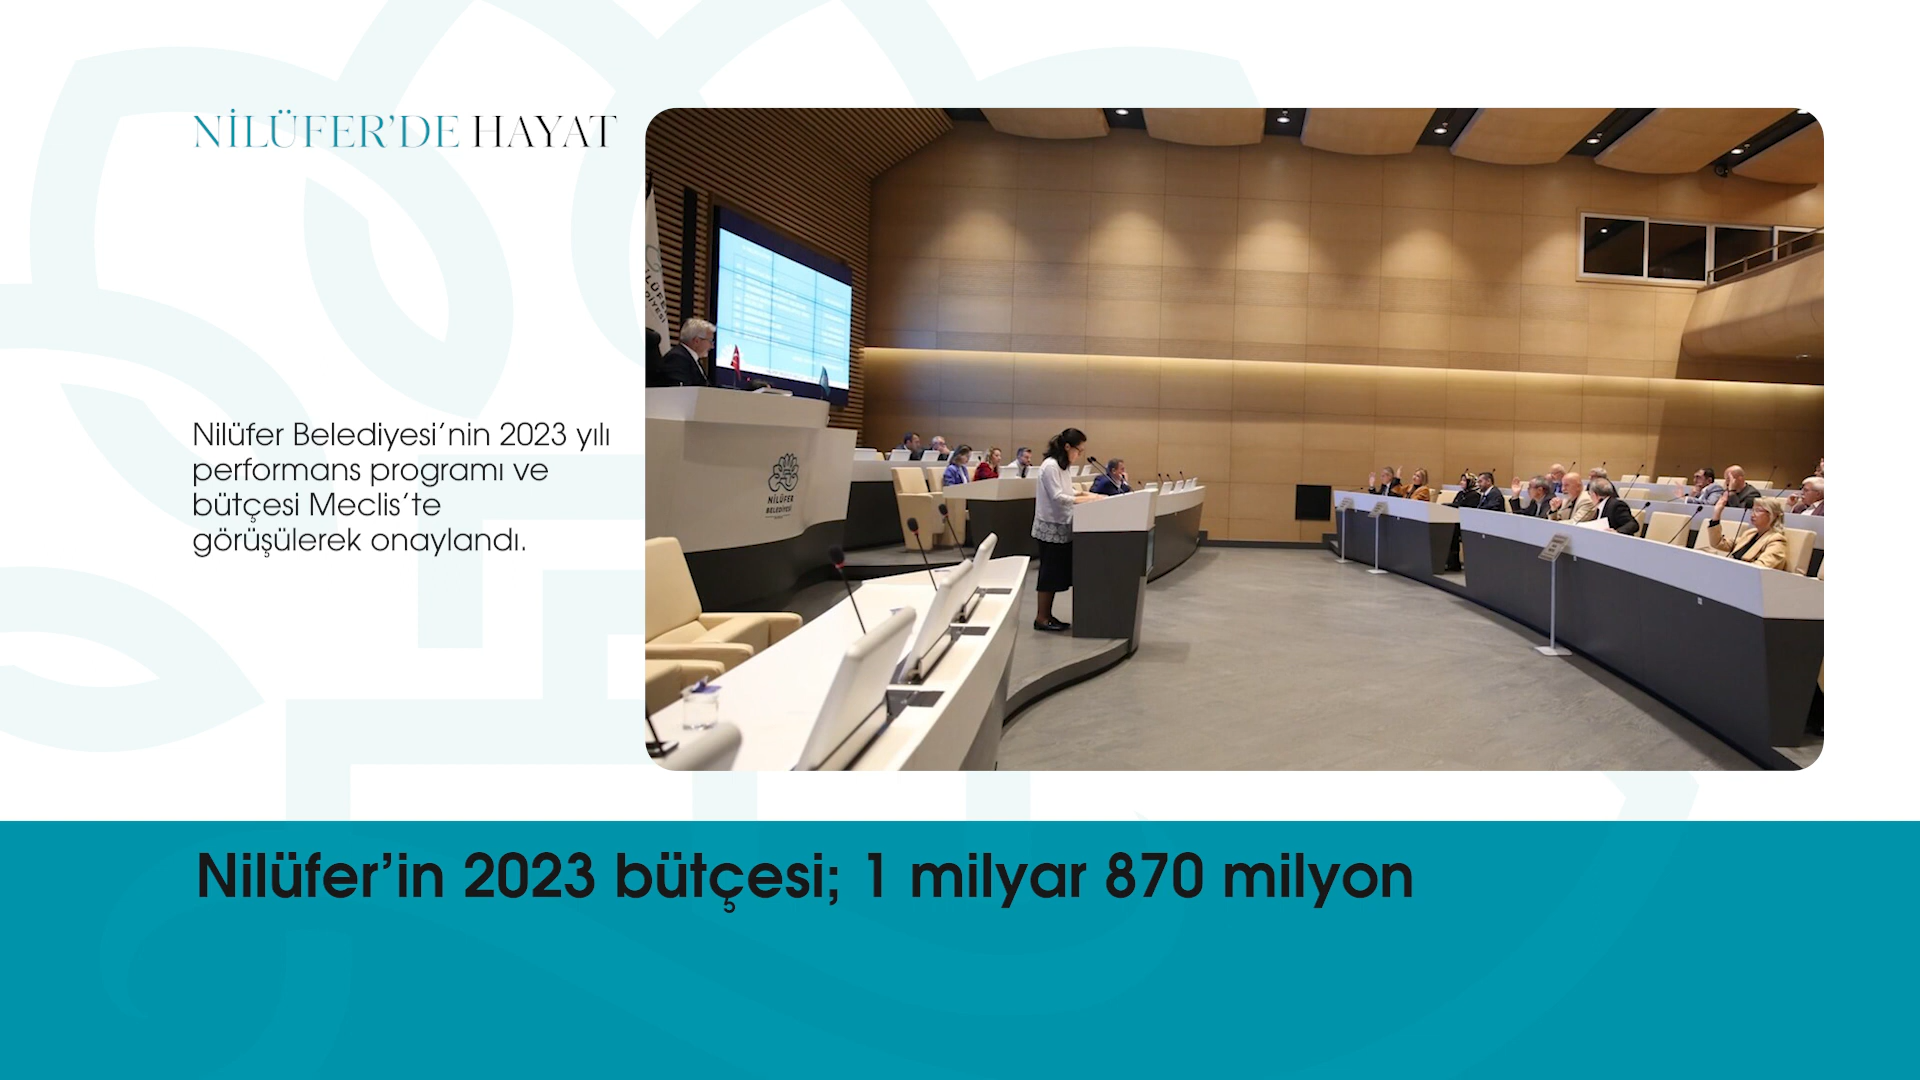 NİLÜFER'DE HAYAT
Nilüfer Belediyesi'nin 2023 yılı
performans programı ve
bütçesi Meclis'te
görüşülerek onaylandı.
NİLÜFER
BELEDİYESİ
Nilüfer'in 2023 bütçesi; 1 milyar 870 milyon